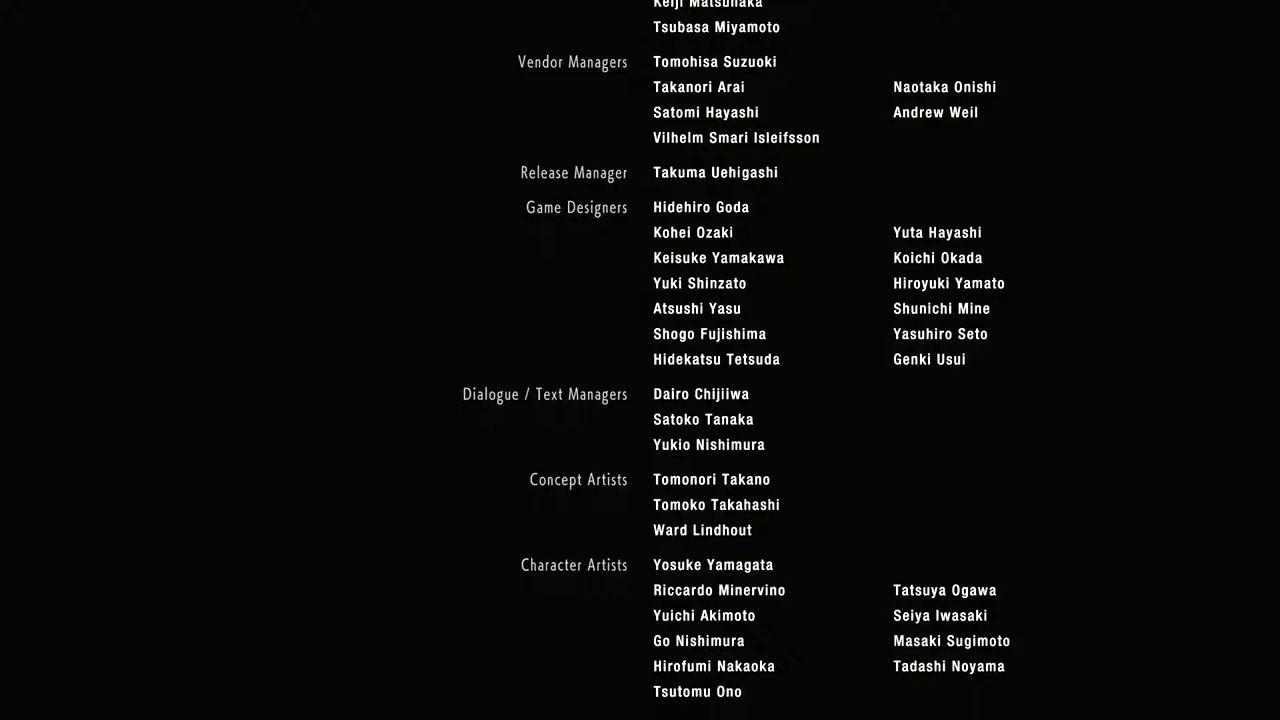 Keiji Matsunaka
Tsubasa Miyamoto
Vendor Managers Tomohisa Suzuoki
Takanori Arai Naotaka Onishi
Satomi Hayashi Andrew Weil
Vilhelm Smari Isleifsson
Release Manager Takuma Uehigashi
Game Designers Hidehiro Goda
Kohei Ozaki Yuta Hayashi
Keisuke Yamakawa Koichi Okada
Yuki Shinzato Hiroyuki Yamato
Atsushi Yasu Shunichi Mine
Shogo Fujishima Yasuhiro Seto
Hidekatsu Tetsuda Genki Usui
Dialogue / Text Managers Dairo Chijiiwa
Satoko Tanaka
Yukio Nishimura
Concept Artists Tomonori Takano
Tomoko Takahashi
Ward Lindhout
Character Artists Yosuke Yamagata
Riccardo Minervino Tatsuya Ogawa
Yuichi Akimoto Seiya Iwasaki
Go Nishimura Masaki Sugimoto
Hirofumi Nakaoka Tadashi Noyama
Tsutomu Ono